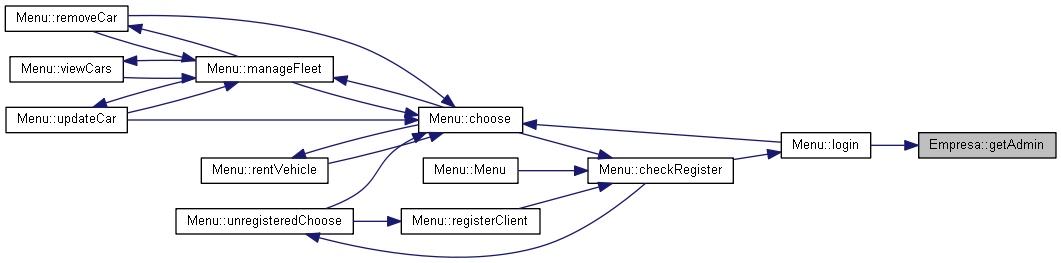 Menu::removeCar
Menu::viewCars
Menu::manageFleet
Menu::updateCar
Menu::choose
Menu::login
Empresa::getAdmin
Menu::rentVehicle
Menu::Menu
Menu::checkRegister
Menu::unregisteredChoose
Menu::registerClient